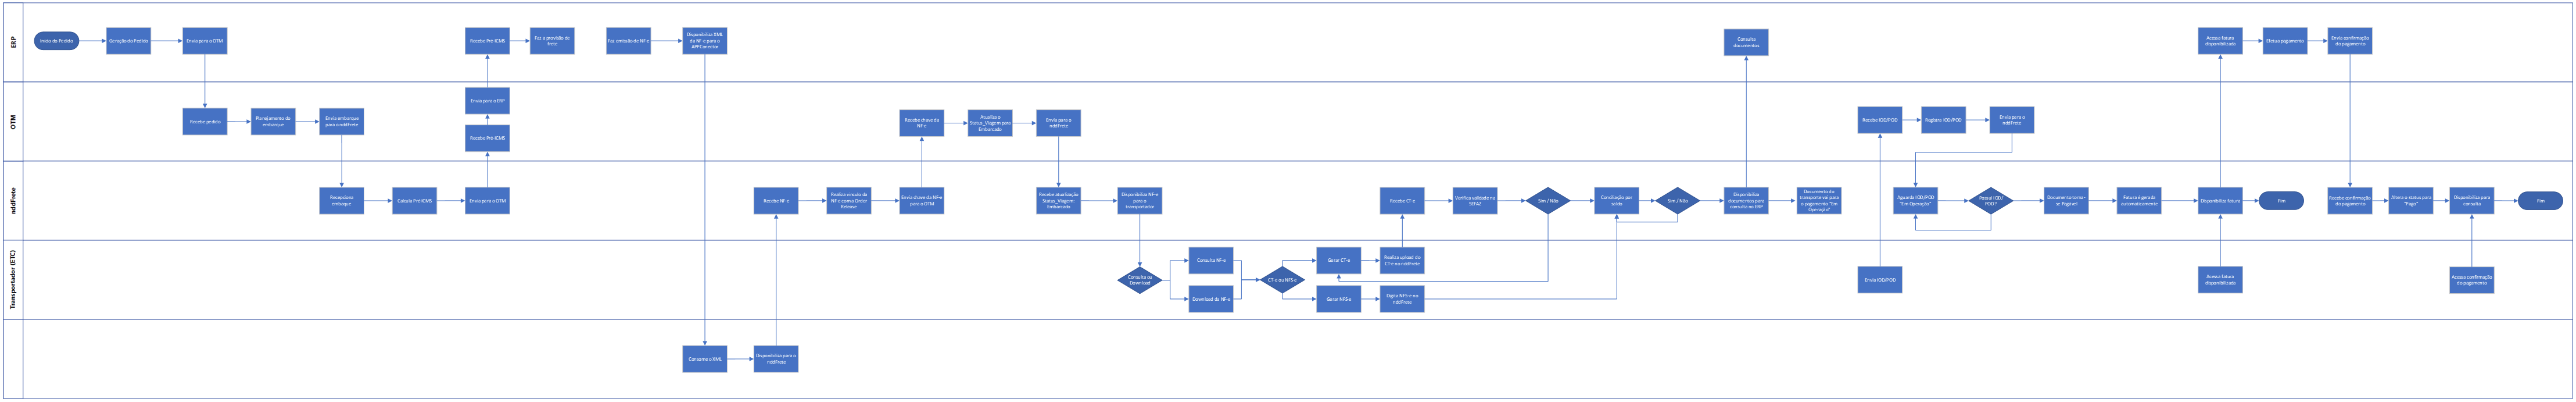 ERP
Início do Pedido
Geração do Pedido
Envia para o OTM
Recebe Pré-ICMS
Faz a provisão de
frete
Faz emissão de NF-e
Disponibiliza XML
da NF-e para o
Consulta
documentos
Acessa fatura
disponibilizada
Efetua pagamento
Envia confirmação
do pagamento
OTM
Recebe pedido
Planejamento do
embarque
Envia embarque
para o nddFrete
Envia para o ERP
Recebe Pré-ICMS
Recebe chave da
NF-e
Atualiza o
Status_Viagem para
Embarcado
Envia para o
nddFrete
Recebe IOD/POD
Registra IOD/POD
Envia para o
nddFrete
nddFrete
Recepciona
Calcula Pré-ICMS
Envia para o OTM
Recebe NF-e
Realiza vínculo da
NF-e com a Order
Release
Envia chave da NF-e
para o OTM
Recebe atualização
Status_Viagem:
Embarcado
Disponibiliza NF-e
para o
transportador
Recebe CT-e
Verifica validade na
Sim / Não
Conciliação por
saldo
Sim / Não
Disponibiliza
documentos para
consulta no ERP
Documento de
transporte vai para
o pagamento "Em
Operação"
Aguarda IOD/POD
"Em Operação"
Possui IOD/
POD?
Documento torna-
se Pagável
Fatura é gerada
automaticamente
Disponibiliza fatura
Fim
Recebe confirmação
do pagamento
Altera o status para
"Pago"
Disponibiliza para
consulta
Fim
Transportador (ETC)
Consulta ou
Download
Consulta NF-e
Download da NF-e
CT-e ou NFS-e
Gerar CT-e
Realiza upload do
CT-e no nddFrete
Gerar NFS-e
Digita NFS-e no
nddFrete
Envia IOD/POD
Acessa fatura
disponibilizada
Acessa confirmação
do pagamento
Consome o XML
Disponibiliza para o
nddFrete